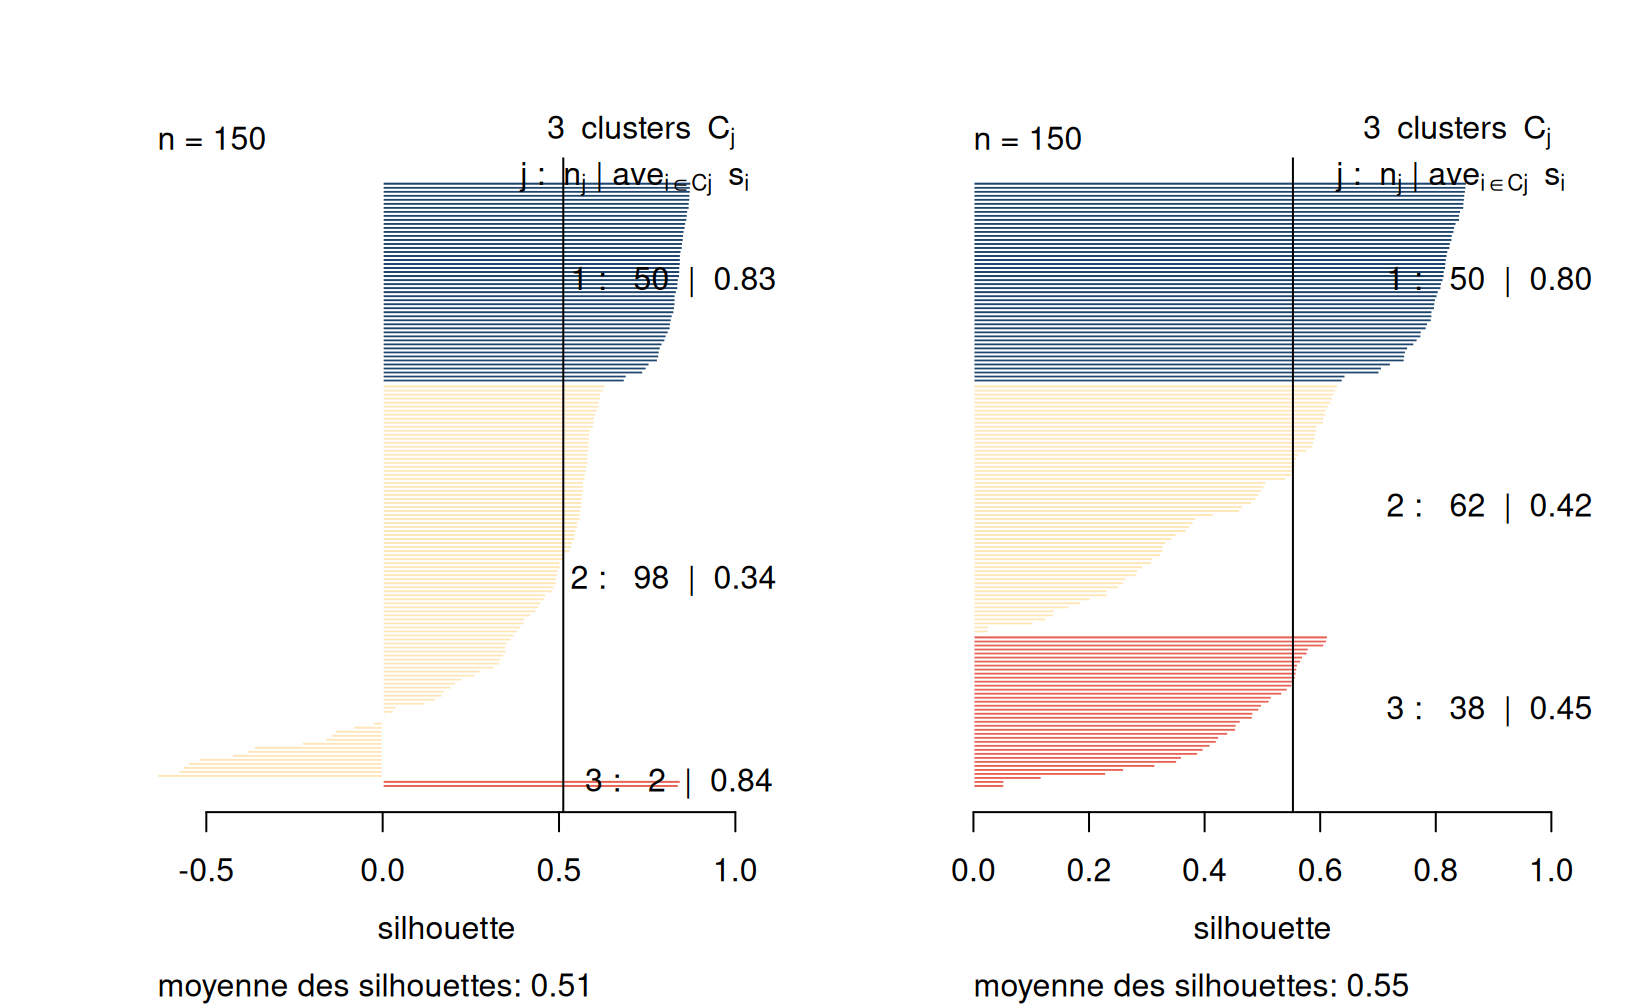 n = 150
3 clusters Cj
j : nj | avei∈Cj si
1 : 50 | 0.83
2 : 98 | 0.34
3 : 2 | 0.84
-0.5 0.0 0.5 1.0
silhouette
moyenne des silhouettes: 0.51
n = 150
3 clusters Cj
j : nj | avei∈Cj si
1 : 50 | 0.80
2 : 62 | 0.42
3 : 38 | 0.45
0.0 0.2 0.4 0.6 0.8 1.0
silhouette
moyenne des silhouettes: 0.55